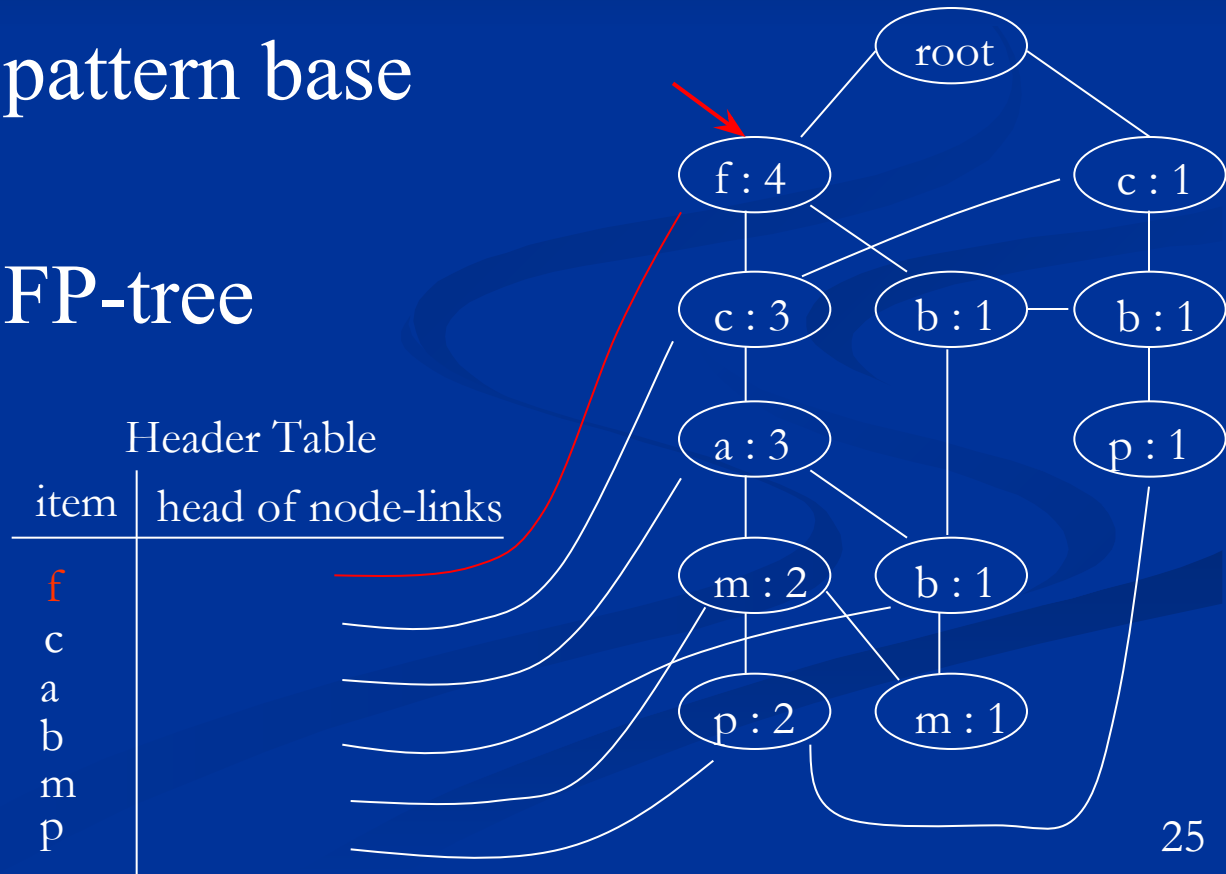 pattern base
root
f : 4
c : 1
FP-tree
c : 3
b : 1
b : 1
Header Table
a : 3
p : 1
item head of node-links
f
m : 2
b : 1
c
a
p : 2
m : 1
b
m
p
25